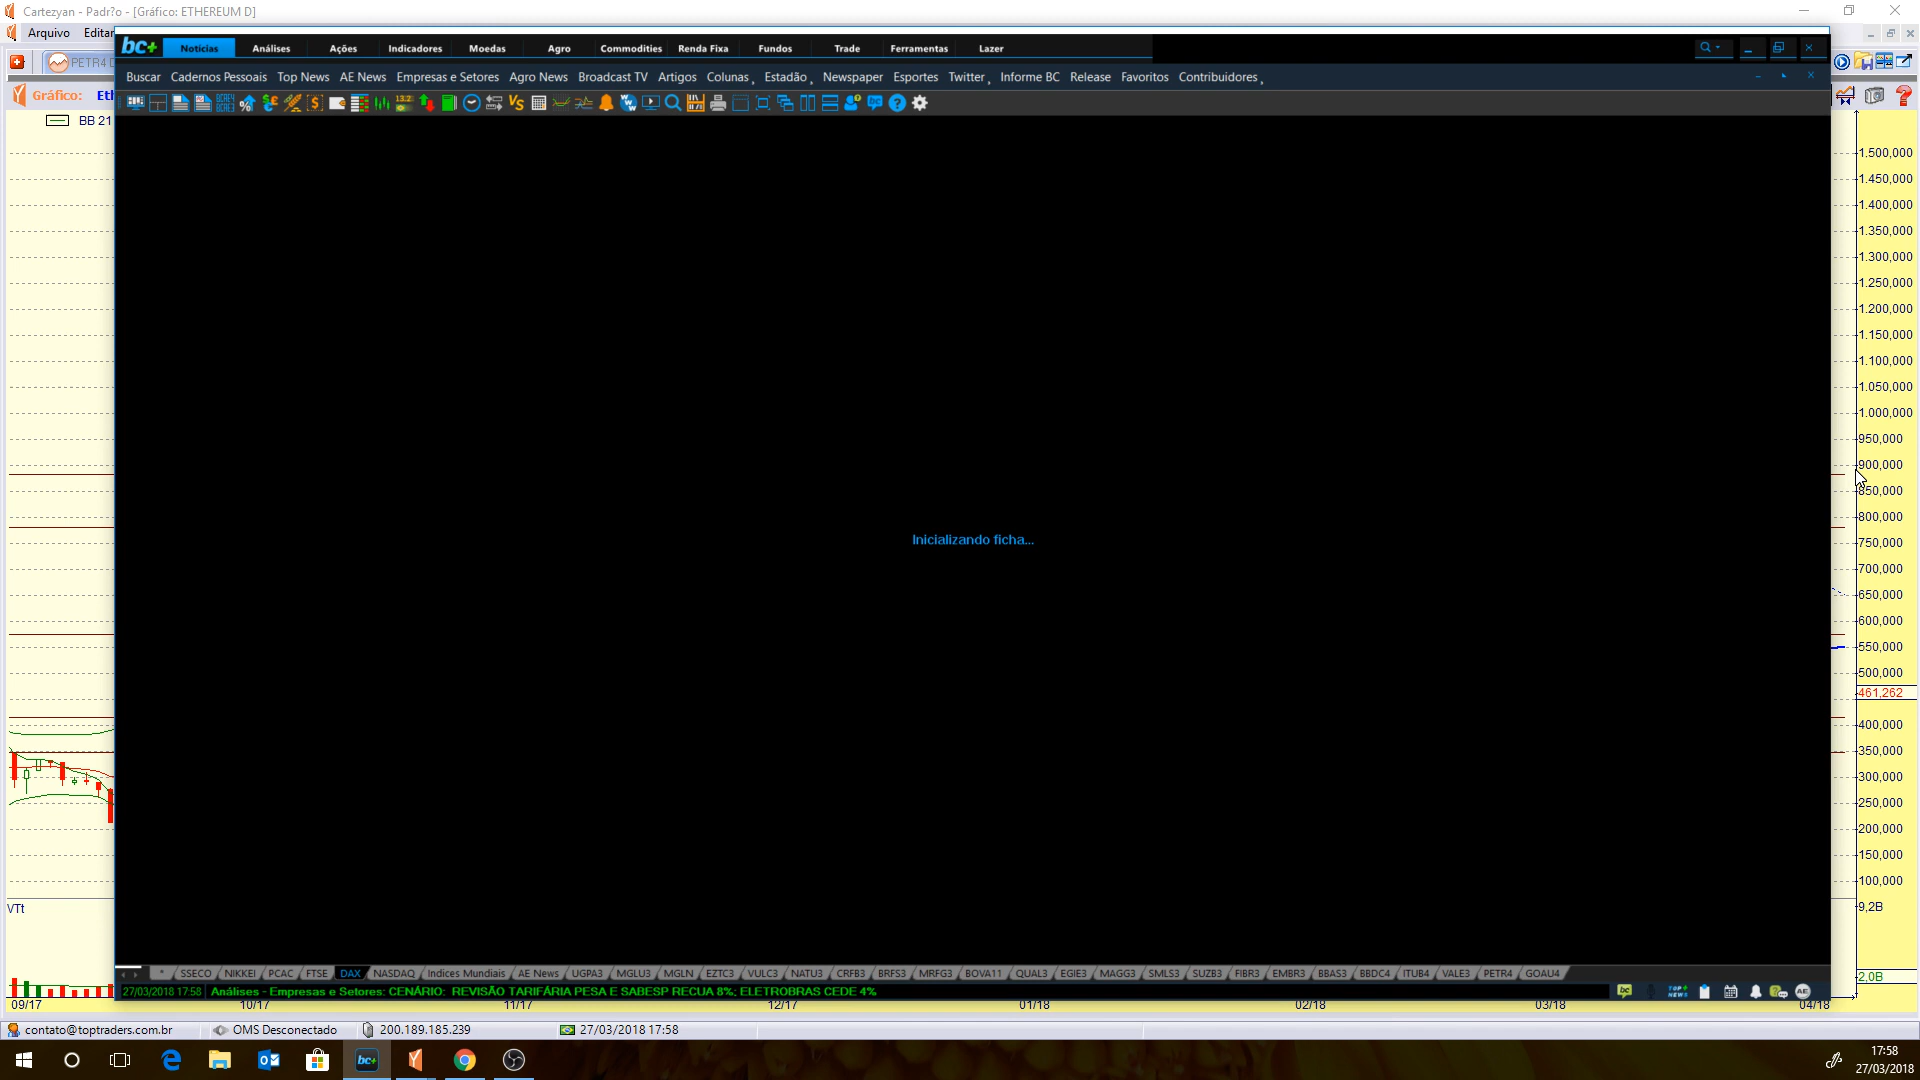 Cartezyan - Padr?o - [Gráfico: ETHEREUM D]
Arquivo Editar
bc+ Notícias Análises Ações Indicadores Moedas Agro Commodities Renda Fixa Fundos Trade Ferramentas Lazer
PETR4 D
Buscar Cadernos Pessoais Top News AE News Empresas e Setores Agro News Broadcast TV Artigos Colunas Estadão Newspaper Esportes Twitter Informe BC Release Favoritos Contribuidores
Gráfico: Eth
BB 21
1.500,000
1.450,000
1.400,000
1.350,000
1.300,000
1.250,000
1.200,000
1.150,000
1.100,000
1.050,000
1.000,000
950,000
900,000
850,000
800,000
750,000
700,000
650,000
600,000
550,000
500,000
461,262
400,000
350,000
300,000
250,000
200,000
150,000
100,000
Inicializando ficha...
VTt
9,2B
2,0B
* SSECO NIKKEI PCAC FTSE DAX NASDAQ Indices Mundiais AE News UGPA3 MGLU3 MGLN EZTC3 VULC3 NATU3 CRFB3 BRFS3 MRFG3 BOVA11 QUAL3 EGIE3 MAGG3 SMLS3 SUZB3 FIBR3 EMBR3 BBAS3 BBDC4 ITUB4 VALE3 PETR4 GOAU4
27/03/2018 17:58 Análises - Empresas e Setores: CENÁRIO: REVISÃO TARIFÁRIA PESA E SABESP RECUA 8%; ELETROBRAS CEDE 4%
bc TOP NEWS AE
09/17 10/17 11/17 12/17 01/18 02/18 03/18 04/18
contato@toptraders.com.br OMS Desconectado 200.189.185.239 27/03/2018 17:58
bc+
17:58
27/03/2018